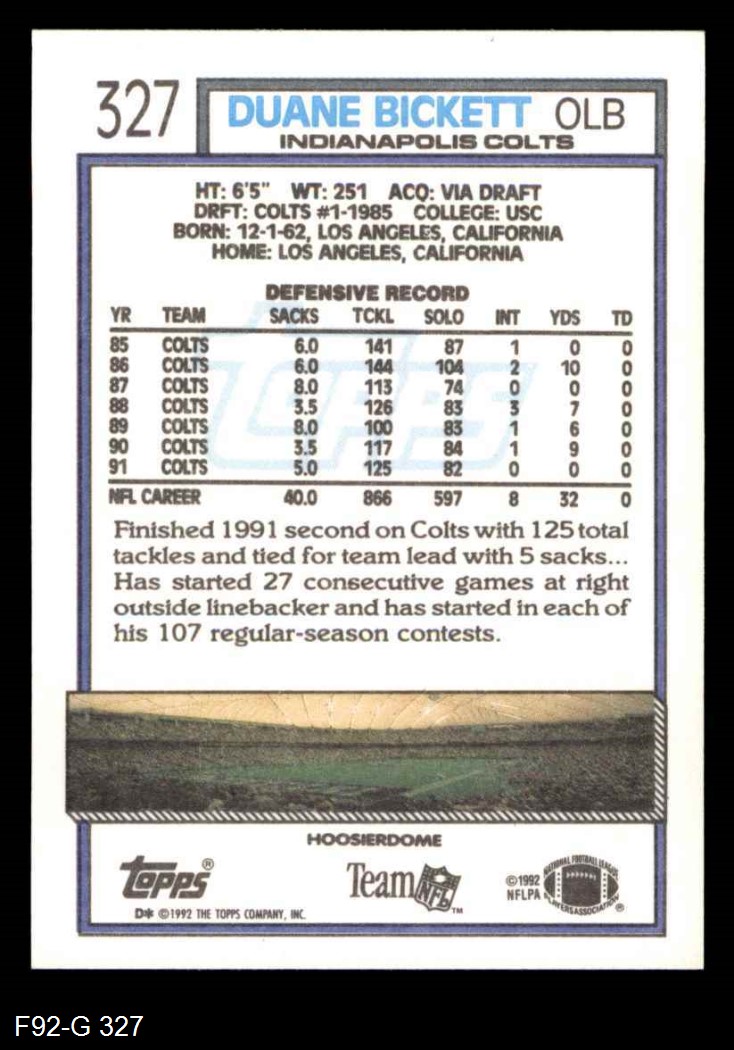 327
DUANE BICKETT OLB
INDIANAPOLIS COLTS
HT: 6'5" WT: 251 ACQ: VIA DRAFT
DRFT: COLTS #1-1985 COLLEGE: USC
BORN: 12-1-62, LOS ANGELES, CALIFORNIA
HOME: LOS ANGELES, CALIFORNIA
DEFENSIVE RECORD
YR TEAM SACKS TCKL SOLO INT YDS TD
85 COLTS 6.0 141 87 1 0 0
86 COLTS 6.0 144 104 2 10 0
87 COLTS 8.0 113 74 0 0 0
88 COLTS 3.5 126 83 3 7 0
89 COLTS 8.0 100 83 1 6 0
90 COLTS 3.5 117 84 1 9 0
91 COLTS 5.0 125 82 0 0 0
NFL CAREER 40.0 866 597 8 32 0
TOPPS
Finished 1991 second on Colts with 125 total
tackles and tied for team lead with 5 sacks...
Has started 27 consecutive games at right
outside linebacker and has started in each of
his 107 regular-season contests.
HOOSIERDOME
Topps®
Team NFL™
©1992
NFLPA
NATIONAL FOOTBALL LEAGUE
PLAYERS ASSOCIATION ®
D* ©1992 THE TOPPS COMPANY, INC.
F92-G 327